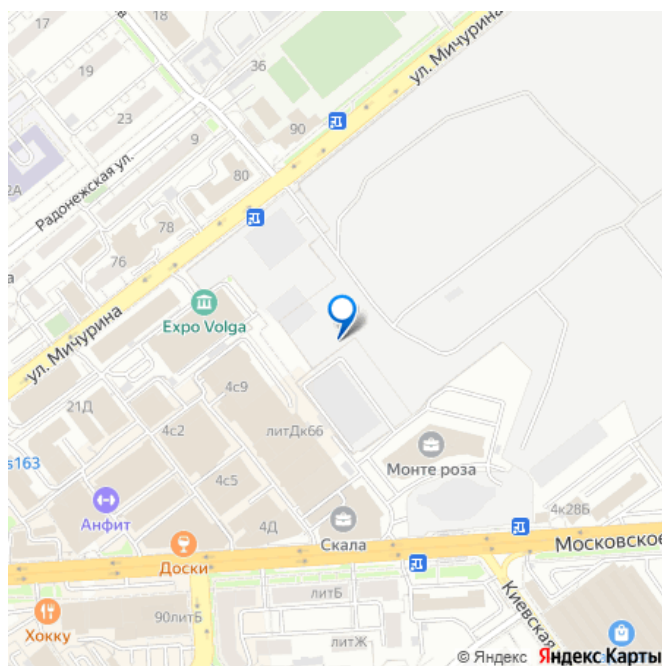 17
19
36
ул. Мичурина
23
90
9
2А
Радонежская ул.
80
78
76
а
Expo Volga
ул. Мичурина
4с9
21Д
4с2
литДк66
s163
4с5
Монте роза
Анфит
4Д
4к28Б
Скала
Московское
Доски
литБ
Киевская
90литБ
Хокку
литЖ
© Яндекс Яндекс Карты